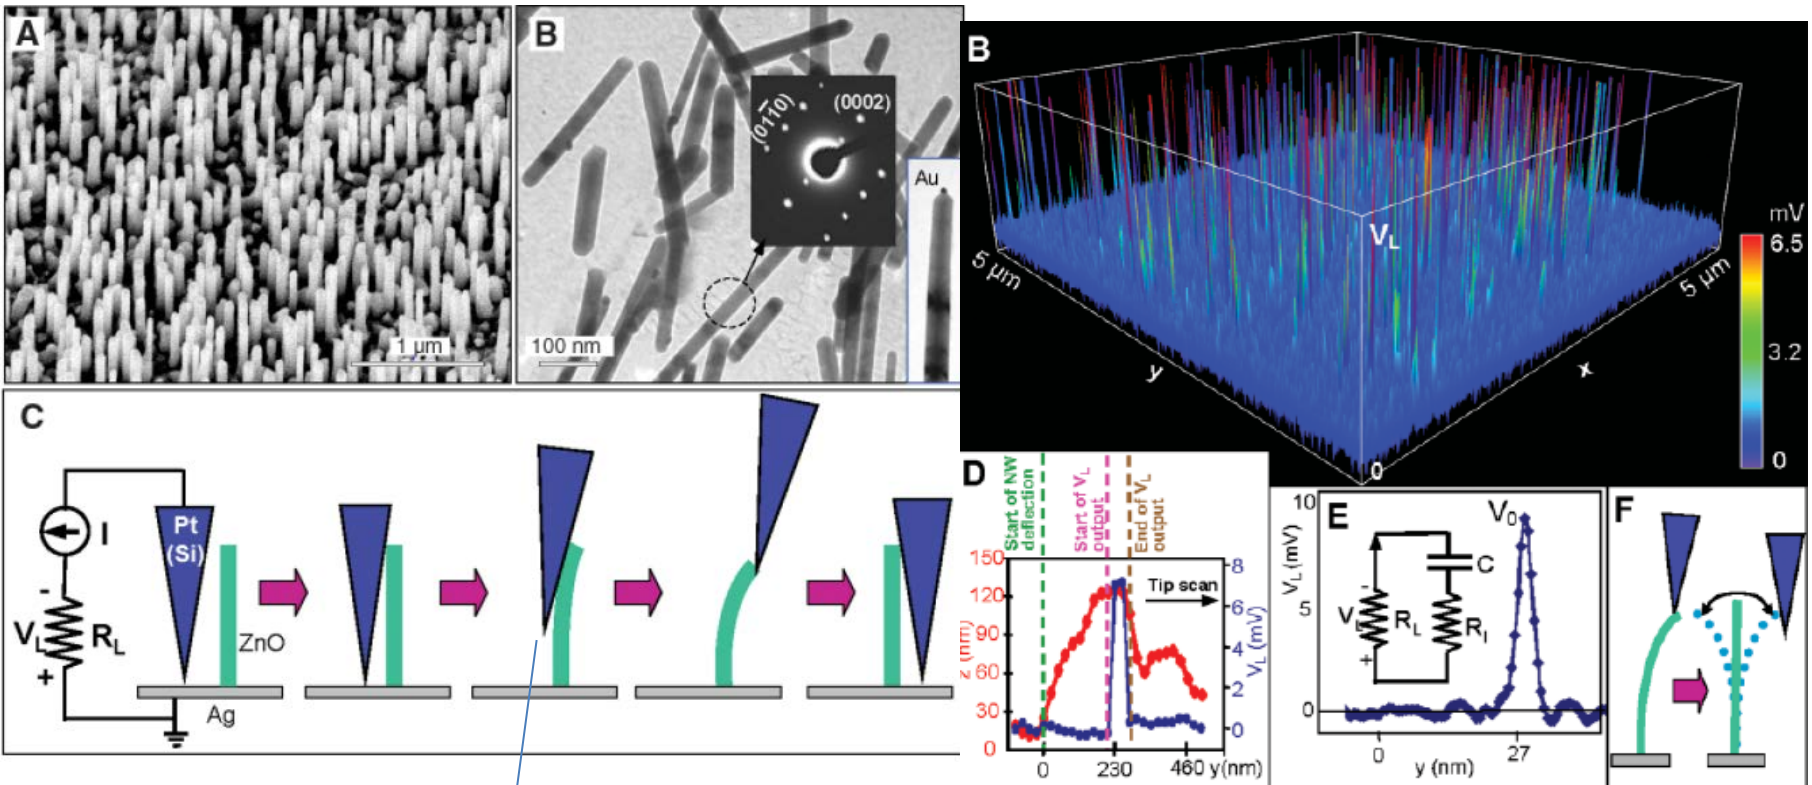 A
1 µm
B
(011̅0)
(0002)
Au
100 nm
C
I
Pt
(Si)
-
V_L
R_L
+
ZnO
Ag
B
V_L
5 µm
5 µm
y
x
0
mV
6.5
3.2
0
D
Start of NW
deflection
Start of V_L
output
End of V_L
output
150
120
90
60
30
0
z (nm)
Tip scan
8
6
4
2
0
V_L (mV)
0
230
460
y(nm)
E
10
5
0
V_L (mV)
V_0
-
V_L
+
R_L
C
R_I
0
27
y (nm)
F